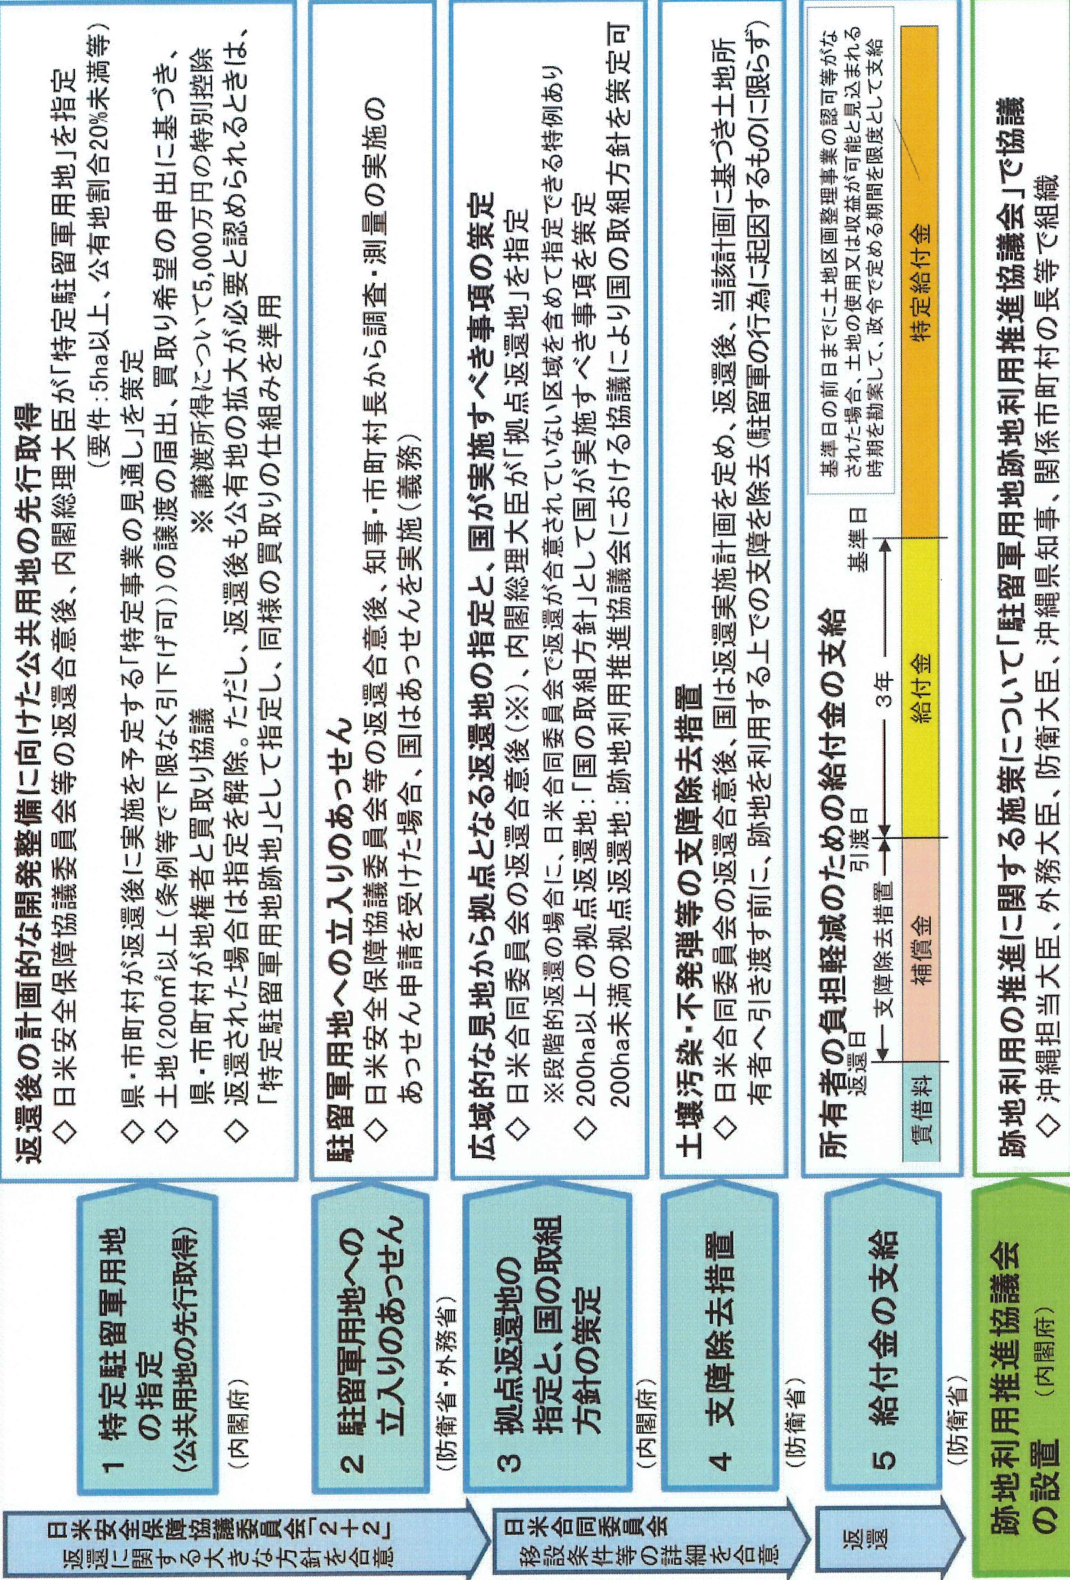 日米安全保障協議委員会「2+2」
返還に関する大きな方針を合意
1 特定駐留軍用地
の指定
(公共用地の先行取得)
(内閣府)
返還後の計画的な開発整備に向けた公共用地の先行取得
◇ 日米安全保障協議委員会等の返還合意後、内閣総理大臣が「特定駐留軍用地」を指定
(要件:5ha以上、公有地割合20%未満等)
◇ 県・市町村が返還後に実施を予定する「特定事業の見通し」を策定
◇ 土地(200㎡以上(条例等で下限なく引下げ可))の譲渡の届出、買取り希望の申出に基づき、
県・市町村が地権者と買取り協議 ※ 譲渡所得について5,000万円の特別控除
◇ 返還された場合は指定を解除。ただし、返還後も公有地の拡大が必要と認められるときは、
「特定駐留軍用地跡地」として指定し、同様の買取りの仕組みを準用
2 駐留軍用地への
立入りのあっせん
(防衛省・外務省)
駐留軍用地への立入りのあっせん
◇ 日米安全保障協議委員会等の返還合意後、知事・市町村長から調査・測量の実施の
あっせん申請を受けた場合、国はあっせんを実施(義務)
日米合同委員会
移設条件等の詳細を合意
3 拠点返還地の
指定と、国の取組
方針の策定
(内閣府)
広域的な見地から拠点となる返還地の指定と、国が実施すべき事項の策定
◇ 日米合同委員会の返還合意後(※)、内閣総理大臣が「拠点返還地」を指定
※段階的返還の場合に、日米合同委員会で返還が合意されていない区域を含めて指定できる特例あり
◇ 200ha以上の拠点返還地:「国の取組方針」として国が実施すべき事項を策定
200ha未満の拠点返還地:跡地利用推進協議会における協議により国の取組方針を策定可
4 支障除去措置
(防衛省)
土壌汚染・不発弾等の支障除去措置
◇ 日米合同委員会の返還合意後、国は返還実施計画を定め、返還後、当該計画に基づき土地所
有者へ引き渡す前に、跡地を利用する上での支障を除去(駐留軍の行為に起因するものに限らず)
返還
5 給付金の支給
(防衛省)
所有者の負担軽減のための給付金の支給
返還日
引渡日
基準日
支障除去措置
3年
賃借料
補償金
給付金
特定給付金
基準日の前日までに土地区画整理事業の認可等がな
された場合、土地の使用又は収益が可能と見込まれる
時期を勘案して、政令で定める期間を限度として支給
跡地利用推進協議会
の設置 (内閣府)
跡地利用の推進に関する施策について「駐留軍用地跡地利用推進協議会」で協議
◇ 沖縄担当大臣、外務大臣、防衛大臣、沖縄県知事、関係市町村の長等で組織